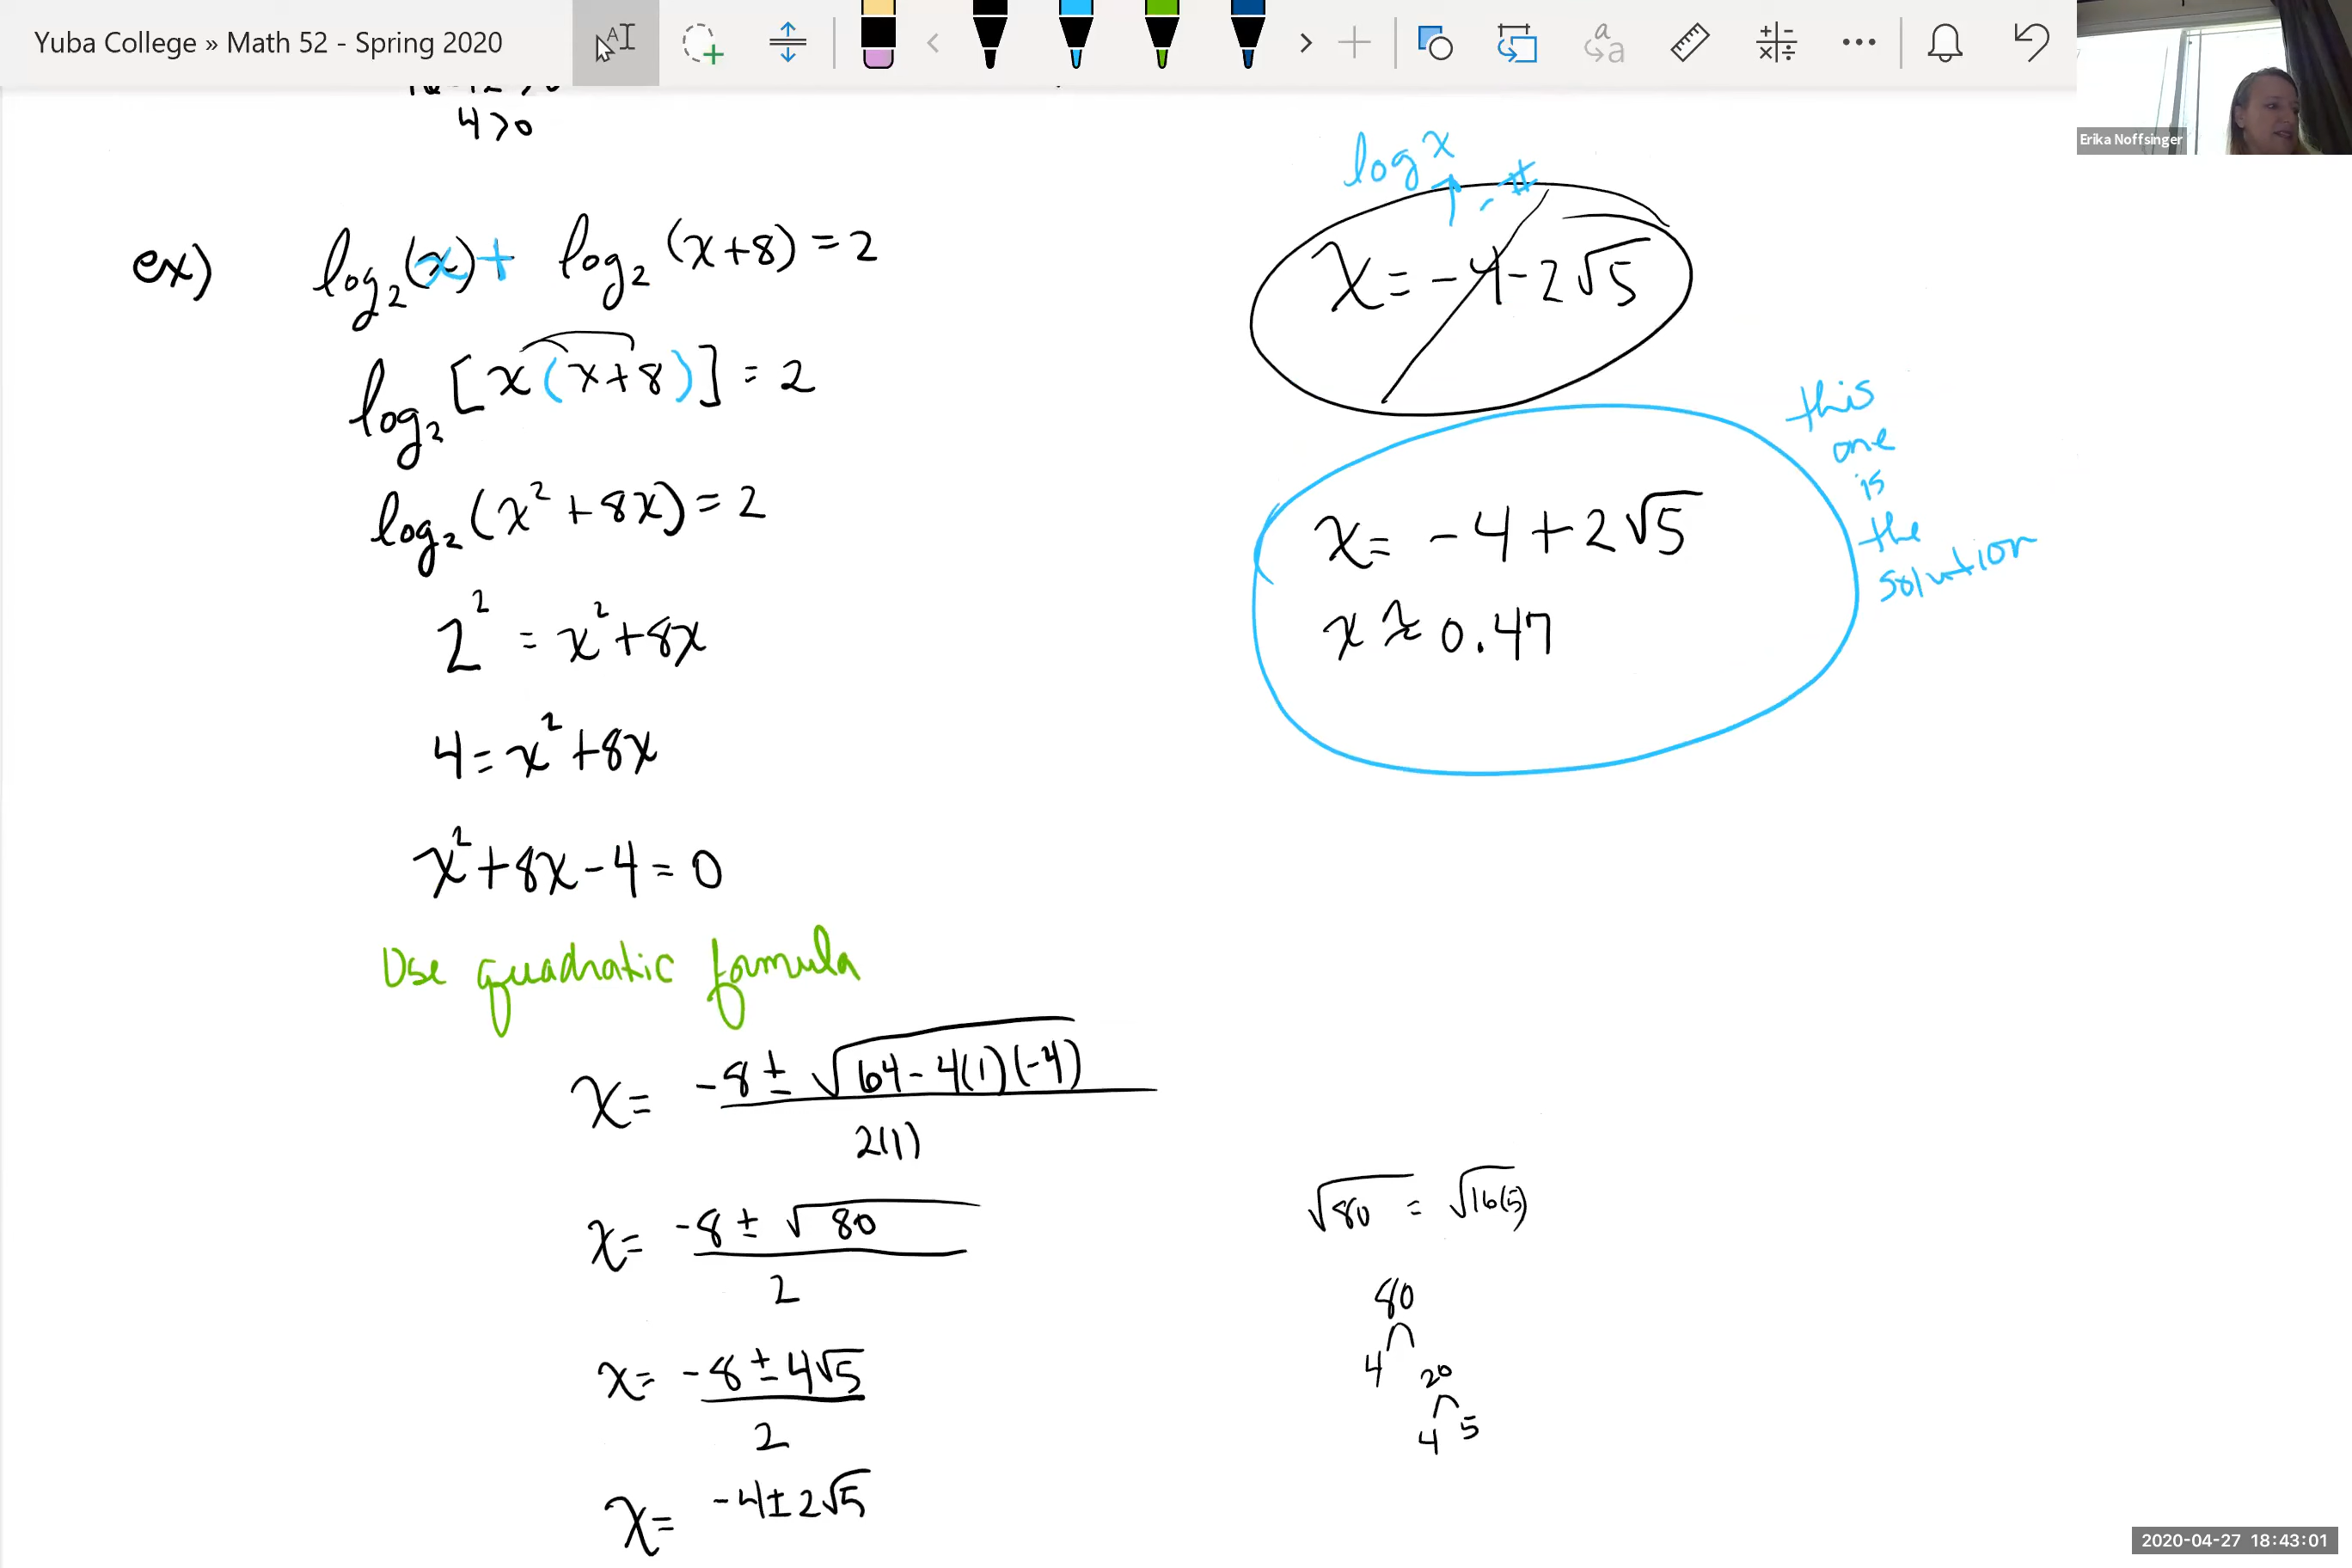 Yuba College » Math 52 - Spring 2020
Erika Noffsinger
4 > 0
ex) log₂(x) + log₂(x+8) = 2
log₂[x(x+8)] = 2
log₂(x² + 8x) = 2
2² = x² + 8x
4 = x² + 8x
x² + 8x - 4 = 0
Use quadratic formula
x = (-8 ± √(64 - 4(1)(-4))) / 2(1)
x = (-8 ± √80) / 2
x = (-8 ± 4√5) / 2
x = -4 ± 2√5
log x
- #
x = -4 - 2√5
x = -4 + 2√5
x ≈ 0.47
this
one
is
the
solution
√80 = √16(5)
80
4 20
4 5
2020-04-27 18:43:01